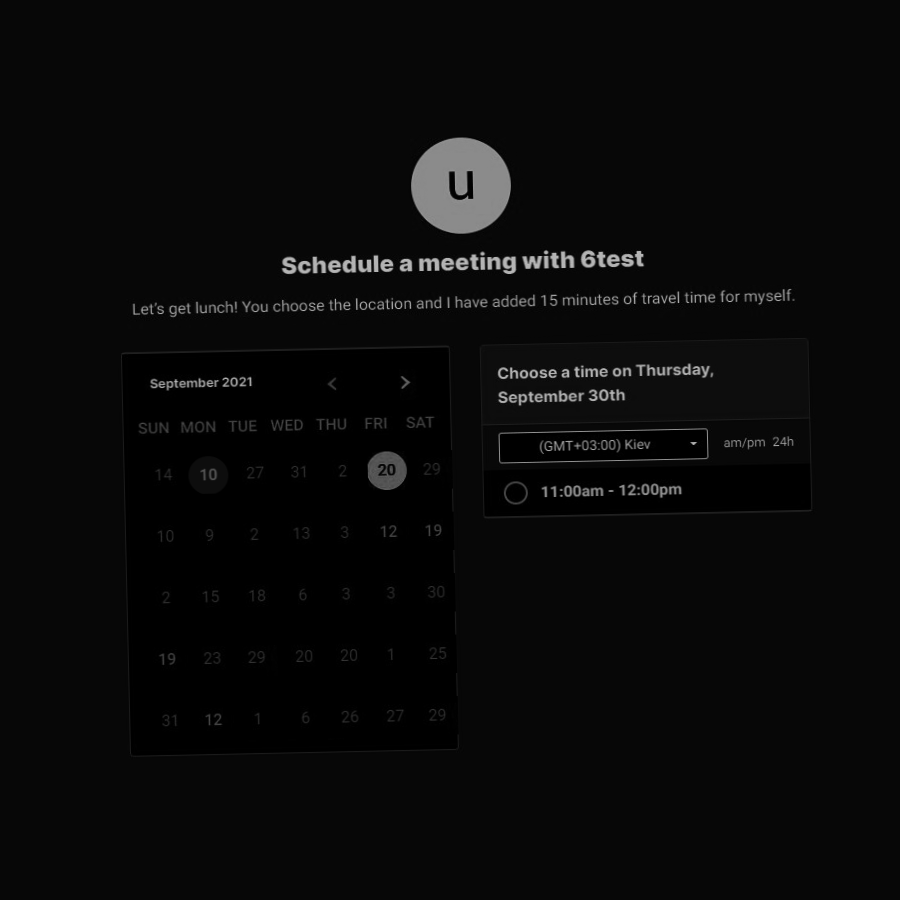 u
Schedule a meeting with 6test
Let's get lunch! You choose the location and I have added 15 minutes of travel time for myself.
September 2021
SUN MON TUE WED THU FRI SAT
14 10 27 31 2 20 29
10 9 2 13 3 12 19
2 15 18 6 3 3 30
19 23 29 20 20 1 25
31 12 1 6 26 27 29
Choose a time on Thursday,
September 30th
(GMT+03:00) Kiev am/pm 24h
11:00am - 12:00pm